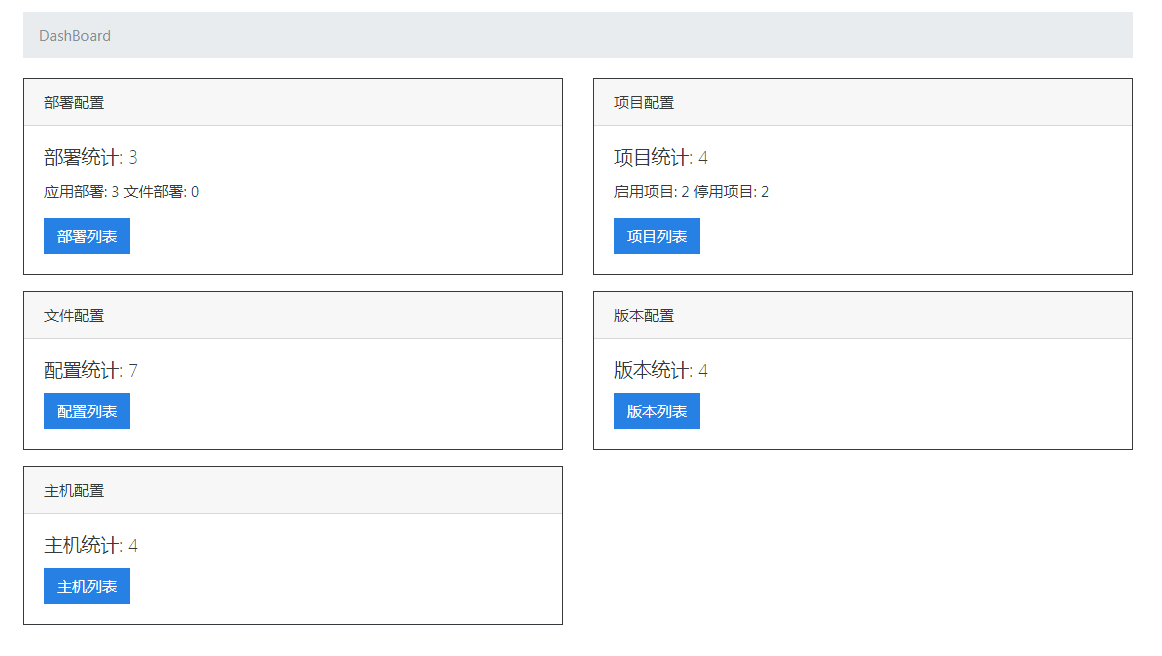 DashBoard
部署配置
部署统计: 3
应用部署: 3 文件部署: 0
部署列表
项目配置
项目统计: 4
启用项目: 2 停用项目: 2
项目列表
文件配置
配置统计: 7
配置列表
版本配置
版本统计: 4
版本列表
主机配置
主机统计: 4
主机列表